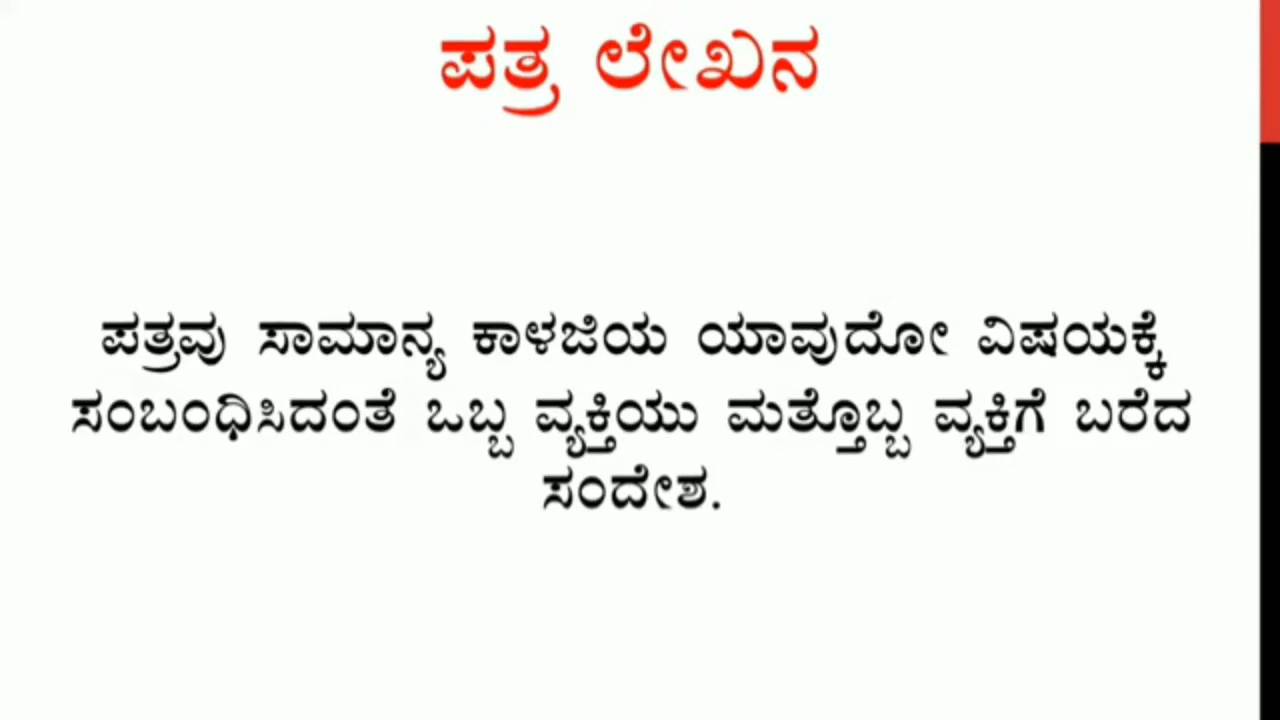 ಪತ್ರ ಲೇಖನ
ಪತ್ರವು ಸಾಮಾನ್ಯ ಕಾಳಜಿಯ ಯಾವುದೋ ವಿಷಯಕ್ಕೆ
ಸಂಬಂಧಿಸಿದಂತೆ ಒಬ್ಬ ವ್ಯಕ್ತಿಯು ಮತ್ತೊಬ್ಬ ವ್ಯಕ್ತಿಗೆ ಬರೆದ
ಸಂದೇಶ.